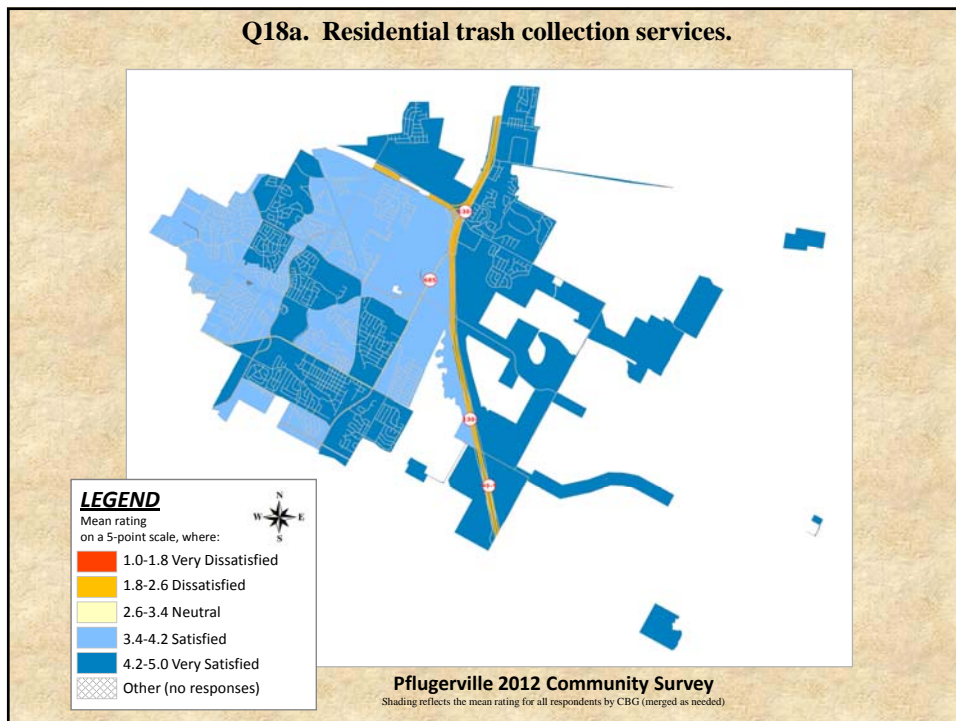 Q18a. Residential trash collection services.
685
LEGEND
Mean rating
on a 5-point scale, where:
N
W E
S
1.0-1.8 Very Dissatisfied
1.8-2.6 Dissatisfied
2.6-3.4 Neutral
3.4-4.2 Satisfied
4.2-5.0 Very Satisfied
Other (no responses)
Pflugerville 2012 Community Survey
Shading reflects the mean rating for all respondents by CBG (merged as needed)